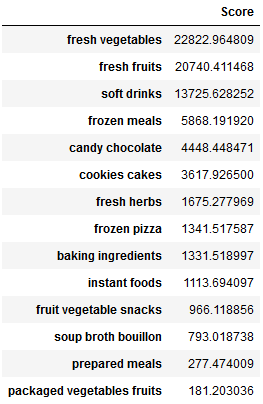 Score
fresh vegetables 22822.964809
fresh fruits 20740.411468
soft drinks 13725.628252
frozen meals 5868.191920
candy chocolate 4448.448471
cookies cakes 3617.926500
fresh herbs 1675.277969
frozen pizza 1341.517587
baking ingredients 1331.518997
instant foods 1113.694097
fruit vegetable snacks 966.118856
soup broth bouillon 793.018738
prepared meals 277.474009
packaged vegetables fruits 181.203036